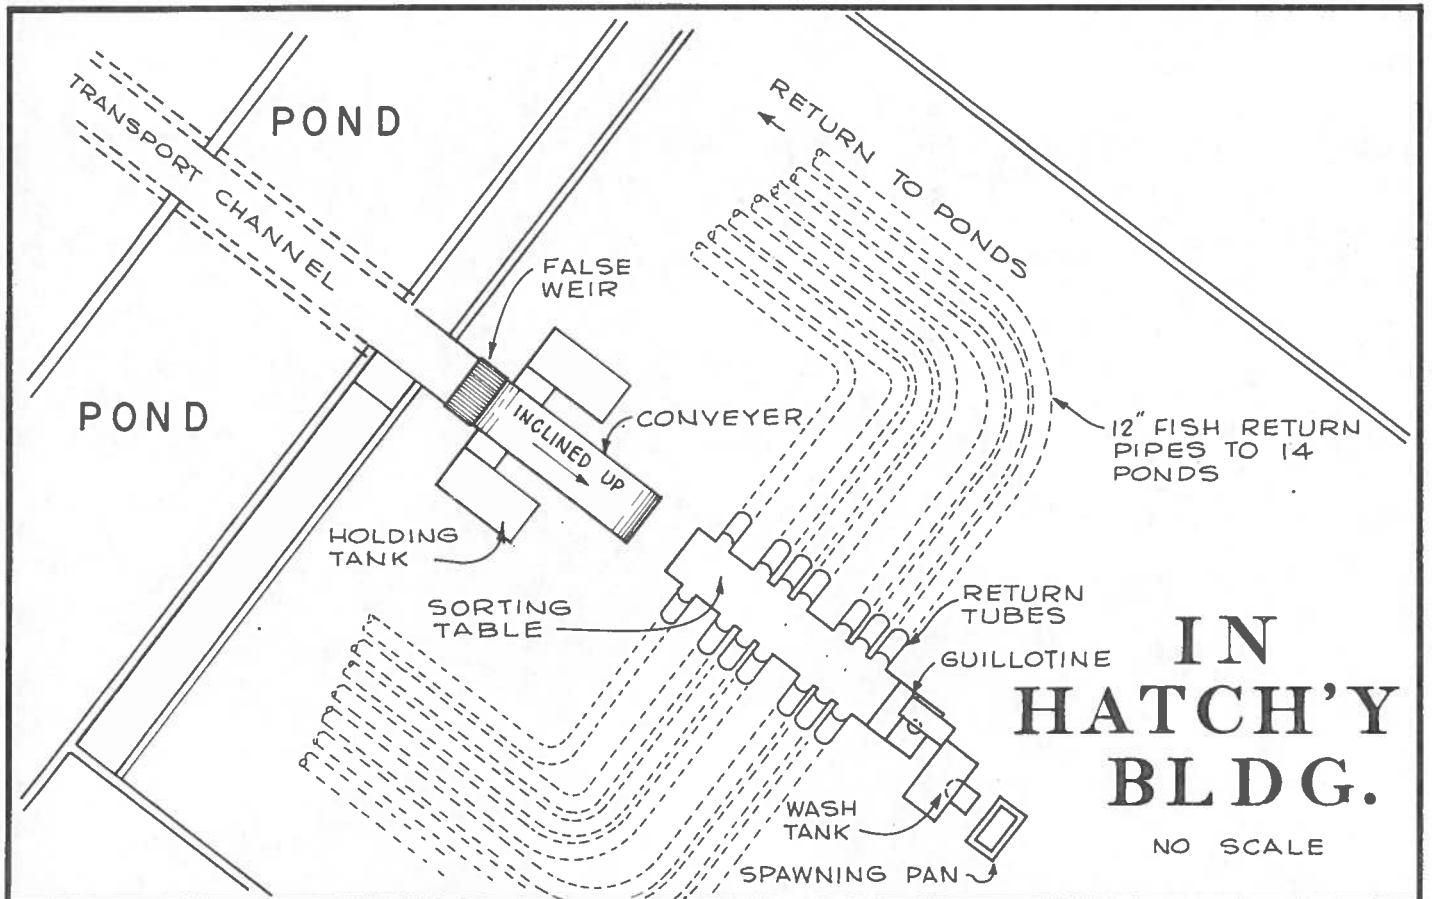 POND
TRANSPORT CHANNEL
RETURN TO PONDS
FALSE
WEIR
POND
INCLINED UP
CONVEYER
12" FISH RETURN
PIPES TO 14
PONDS
HOLDING
TANK
SORTING
TABLE
RETURN
TUBES
GUILLOTINE
IN
HATCH'Y
BLDG.
NO SCALE
WASH
TANK
SPAWNING PAN